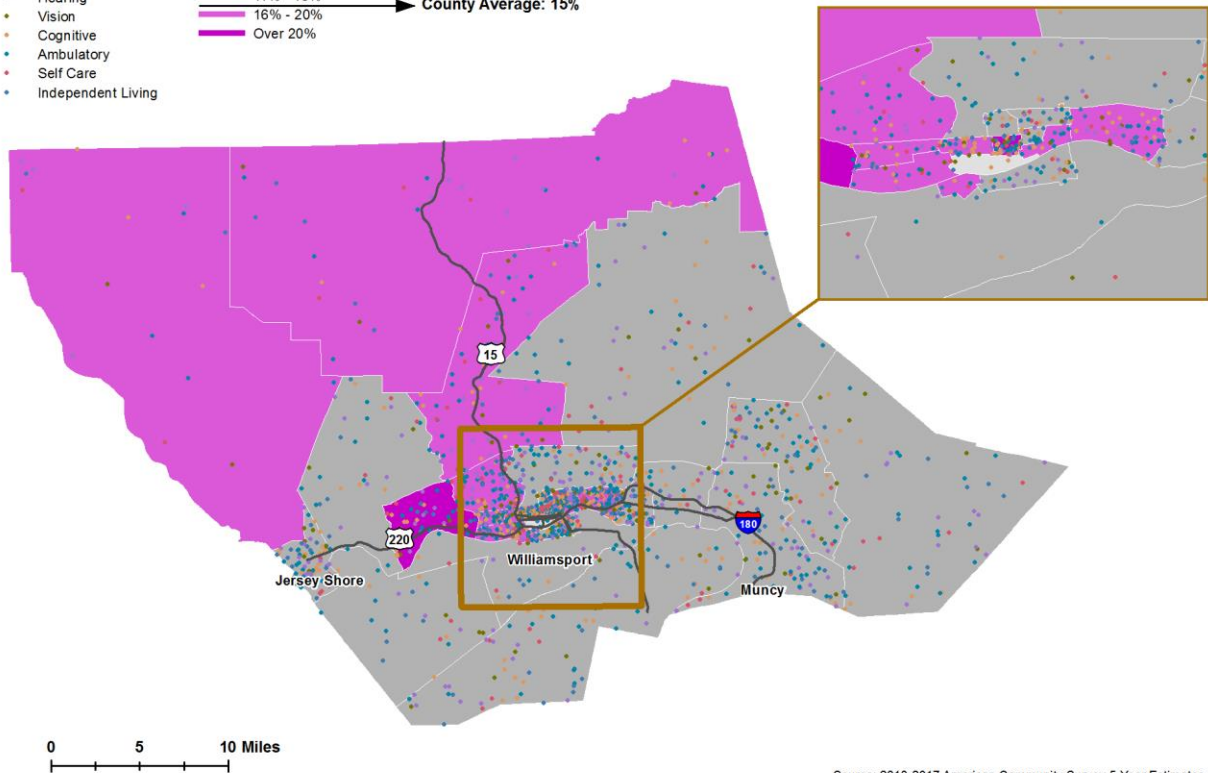 County Average: 15%
Vision
16% - 20%
Cognitive
Over 20%
Ambulatory
Self Care
Independent Living
15
220
180
Jersey Shore
Williamsport
Muncy
0 5 10 Miles